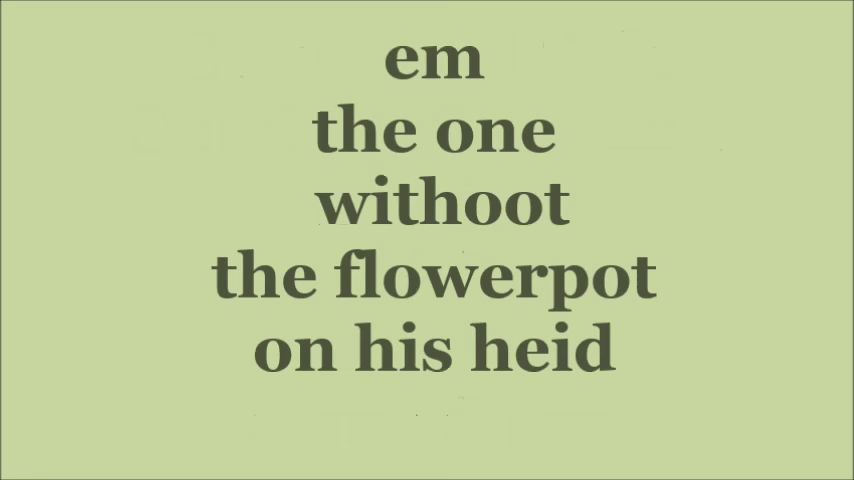 em
the one
withoot
the flowerpot
on his heid